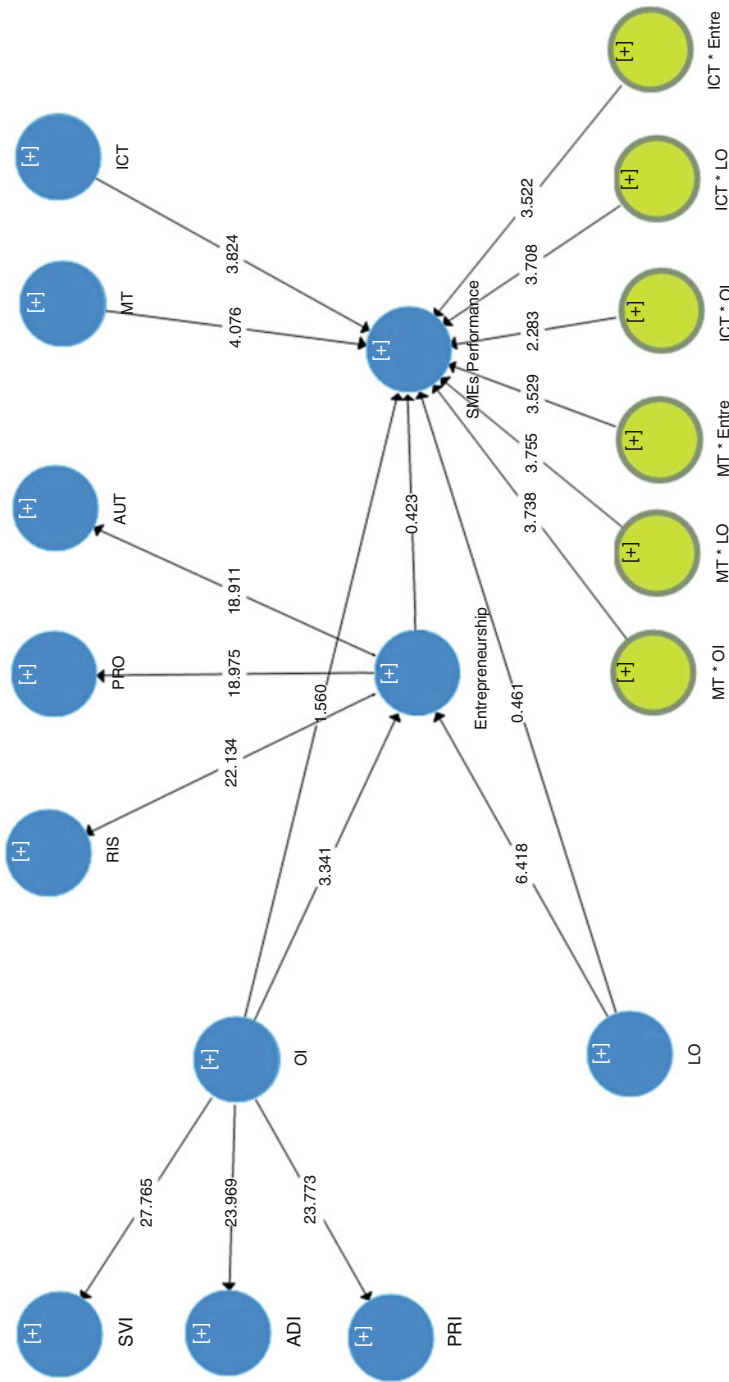 [+]
SVI
[+]
ADI
[+]
PRI
27.765
23.969
23.773
[+]
OI
[+]
LO
1.560
3.341
6.418
0.461
[+]
RIS
[+]
PRO
[+]
AUT
22.134
18.975
18.911
[+]
Entrepreneurship
0.423
[+]
MT
[+]
ICT
4.076
3.824
[+]
SMEs Performance
3.738
3.755
3.529
2.283
3.708
3.522
[+]
MT * OI
[+]
MT * LO
[+]
MT * Entre
[+]
ICT * OI
[+]
ICT * LO
[+]
ICT * Entre